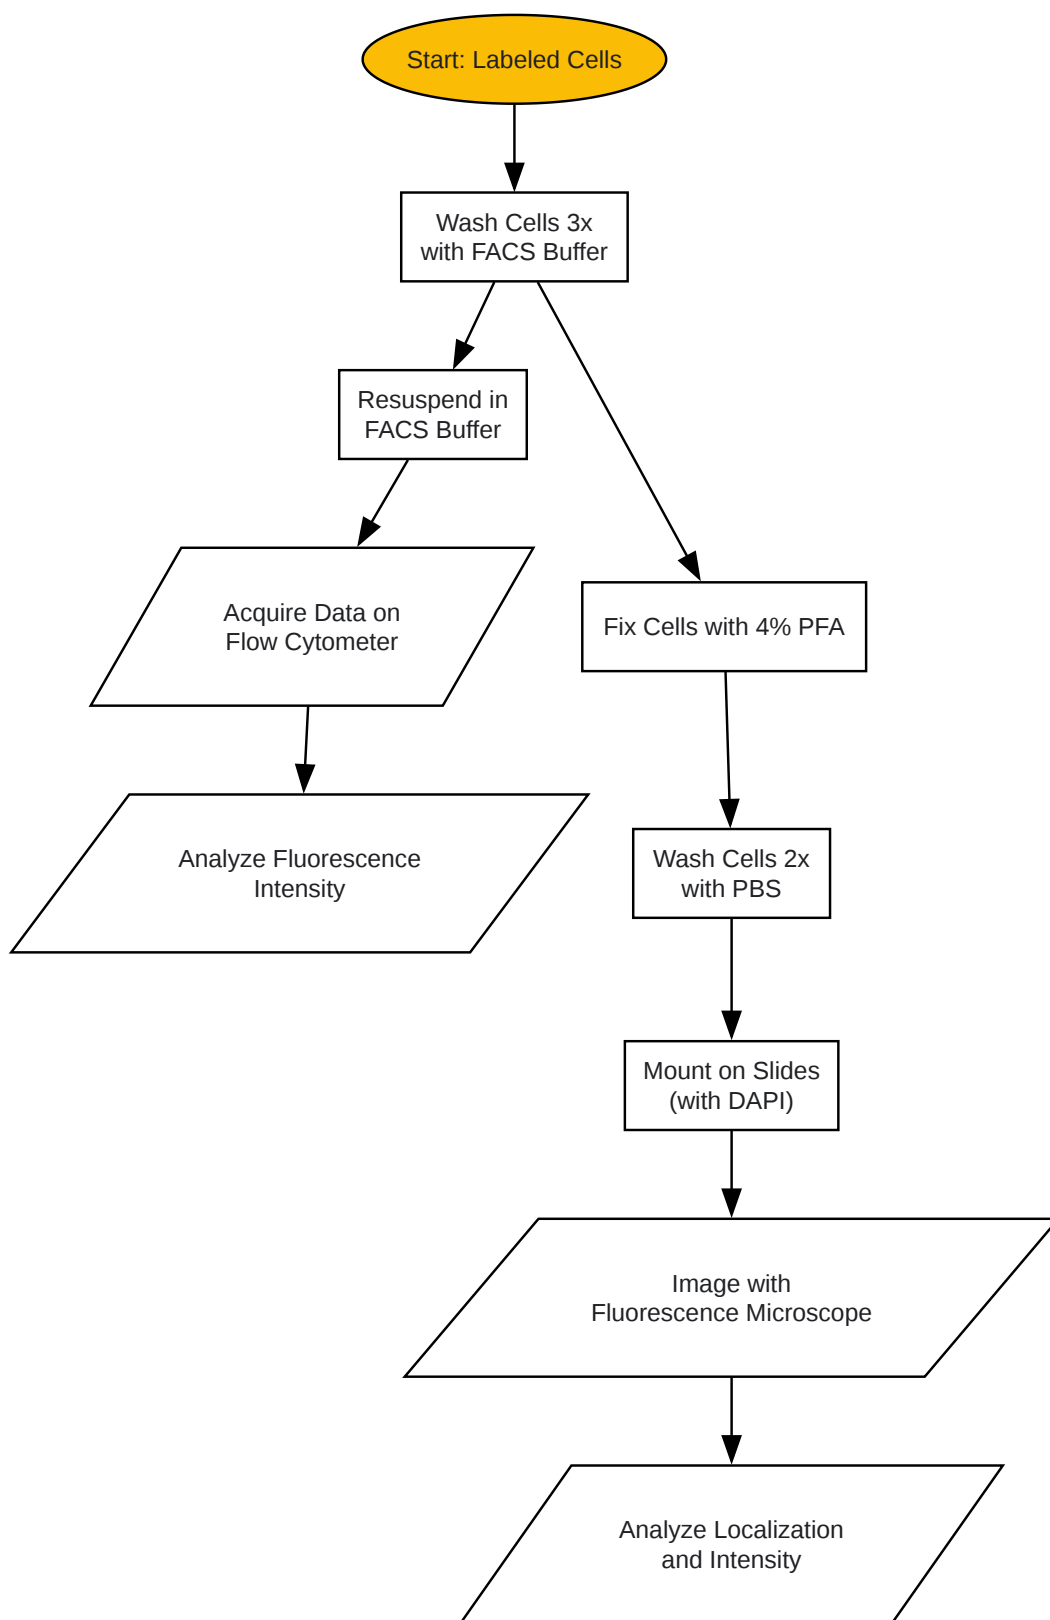 Start: Labeled Cells
Wash Cells 3x
with FACS Buffer
Resuspend in
FACS Buffer
Acquire Data on
Flow Cytometer
Fix Cells with 4% PFA
Analyze Fluorescence
Intensity
Wash Cells 2x
with PBS
Mount on Slides
(with DAPI)
Image with
Fluorescence Microscope
Analyze Localization
and Intensity